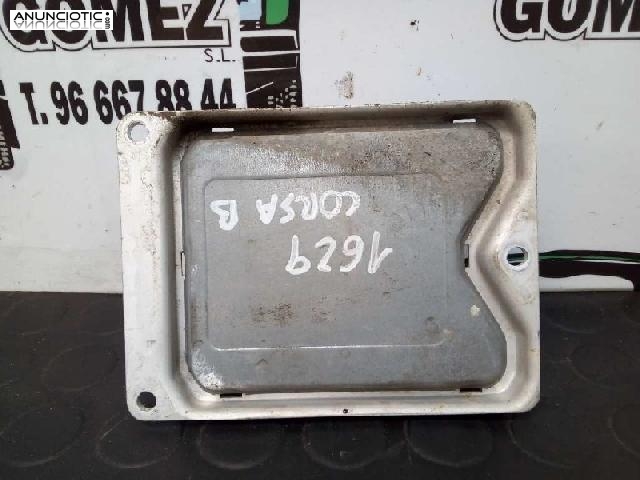 ANUNCIOTIC
GOMEZ
GOMEZ
S.L.
T. 96 667 88 44
CORSA B
1629